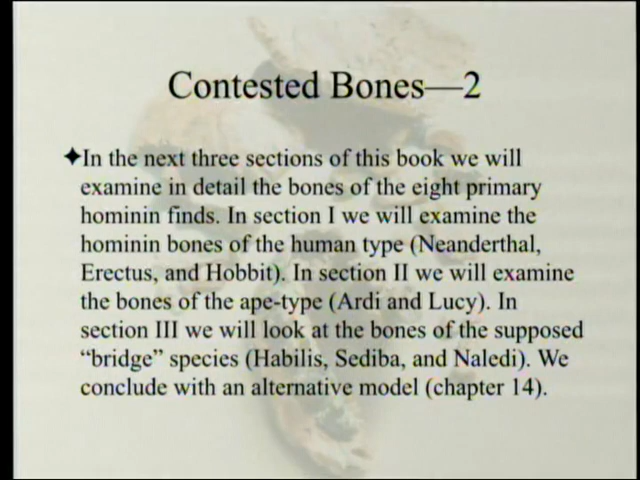 Contested Bones—2
✦In the next three sections of this book we will
examine in detail the bones of the eight primary
hominin finds. In section I we will examine the
hominin bones of the human type (Neanderthal,
Erectus, and Hobbit). In section II we will examine
the bones of the ape-type (Ardi and Lucy). In
section III we will look at the bones of the supposed
“bridge” species (Habilis, Sediba, and Naledi). We
conclude with an alternative model (chapter 14).